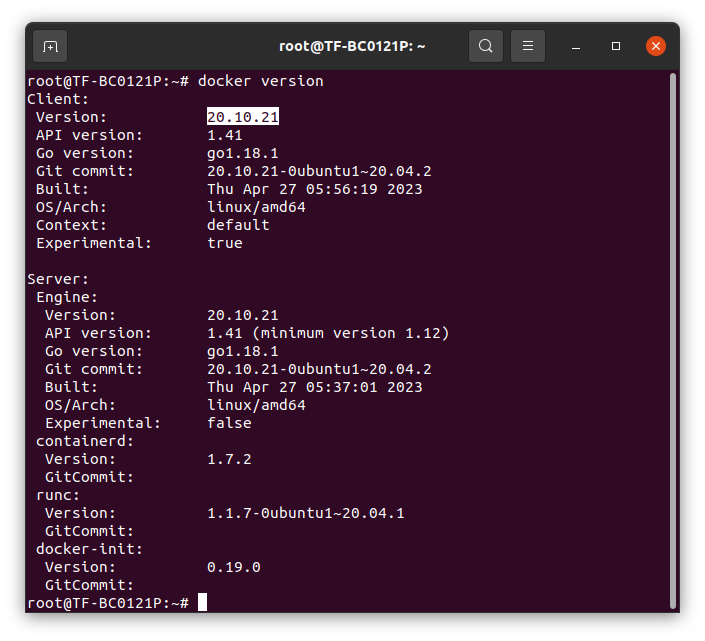 root@TF-BC0121P: ~
root@TF-BC0121P:~# docker version
Client:
 Version:           20.10.21
 API version:       1.41
 Go version:        go1.18.1
 Git commit:        20.10.21-0ubuntu1~20.04.2
 Built:             Thu Apr 27 05:56:19 2023
 OS/Arch:           linux/amd64
 Context:           default
 Experimental:      true

Server:
 Engine:
  Version:          20.10.21
  API version:      1.41 (minimum version 1.12)
  Go version:       go1.18.1
  Git commit:       20.10.21-0ubuntu1~20.04.2
  Built:            Thu Apr 27 05:37:01 2023
  OS/Arch:          linux/amd64
  Experimental:     false
 containerd:
  Version:          1.7.2
  GitCommit:
 runc:
  Version:          1.1.7-0ubuntu1~20.04.1
  GitCommit:
 docker-init:
  Version:          0.19.0
  GitCommit:
root@TF-BC0121P:~#